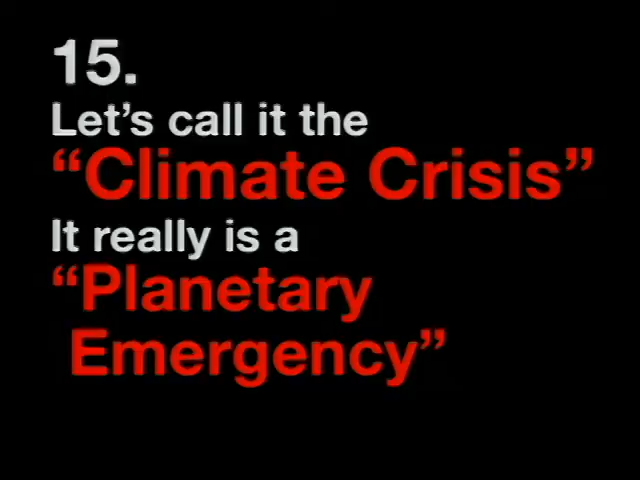 15.
Let’s call it the
“Climate Crisis”
It really is a
“Planetary
Emergency”